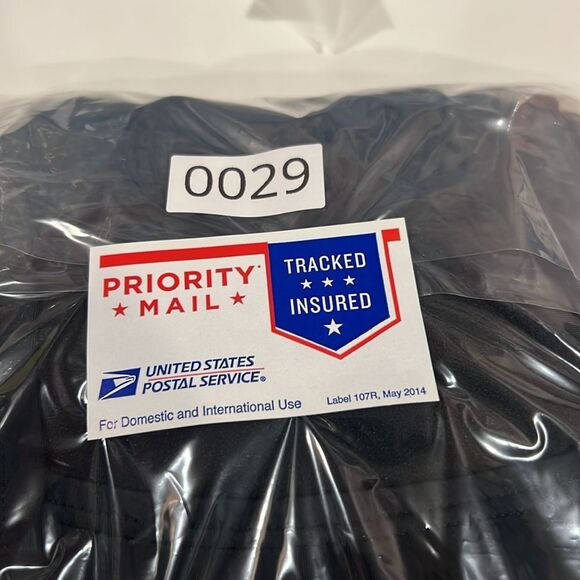 0029
PRIORITY
★ MAIL ★
TRACKED
★ ★ ★
INSURED
★
UNITED STATES
POSTAL SERVICE®
For Domestic and International Use
Label 107R, May 2014